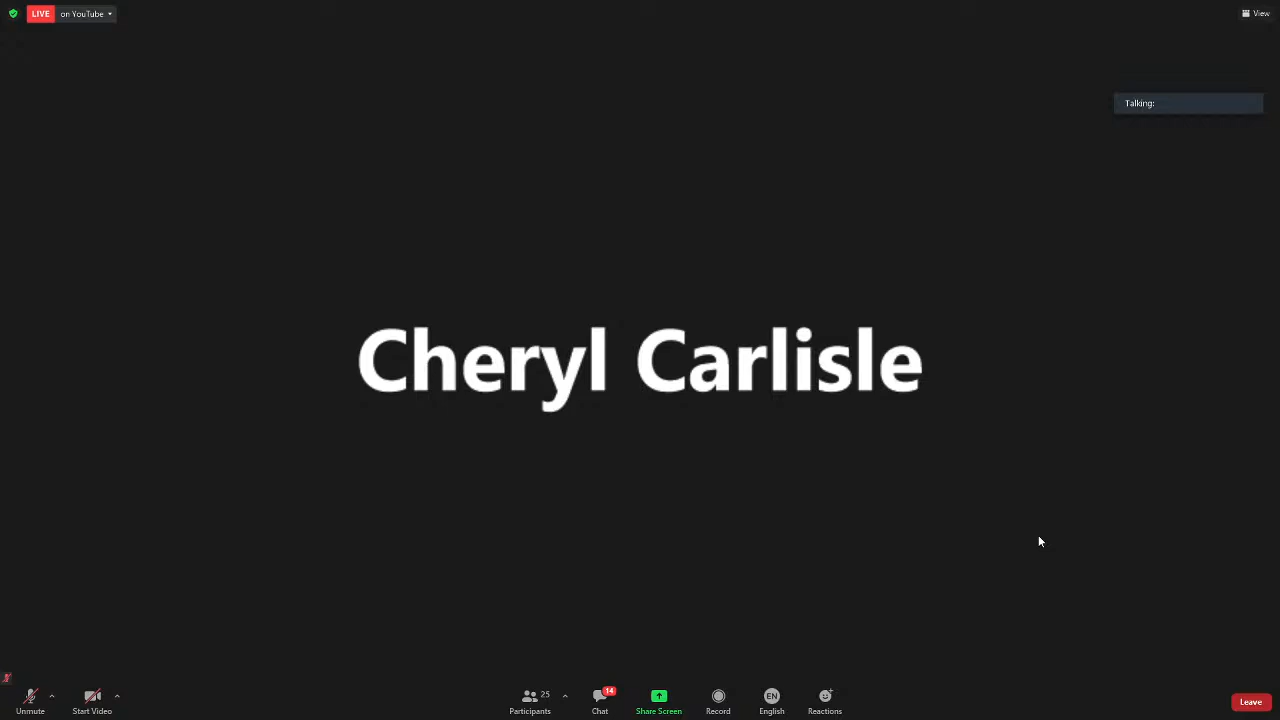 LIVE on YouTube
View
Talking:
Cheryl Carlisle
25
14
EN
Unmute
Start Video
Participants
Chat
Share Screen
Record
English
Reactions
Leave